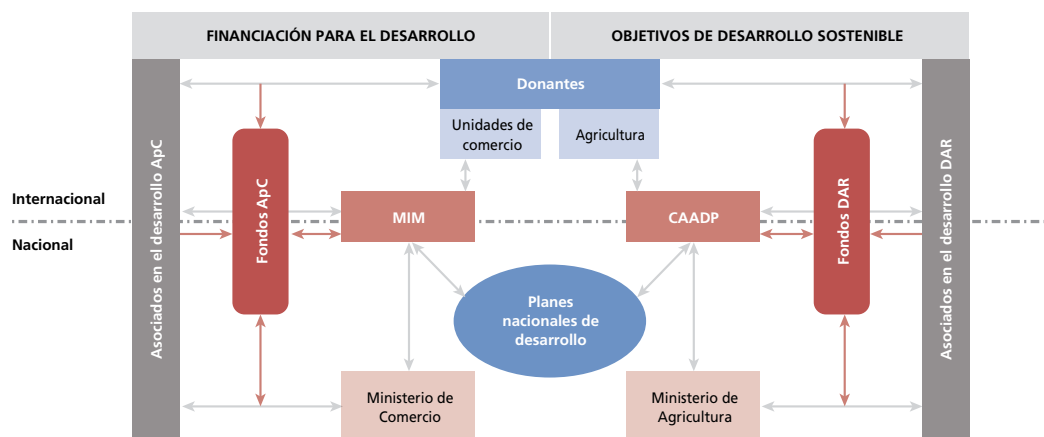 FINANCIACIÓN PARA EL DESARROLLO
OBJETIVOS DE DESARROLLO SOSTENIBLE
Donantes
Unidades de
comercio
Agricultura
Asociados en el desarrollo ApC
Fondos ApC
Internacional
Nacional
MIM
CAADP
Fondos DAR
Asociados en el desarrollo DAR
Planes
nacionales de
desarrollo
Ministerio de
Comercio
Ministerio de
Agricultura